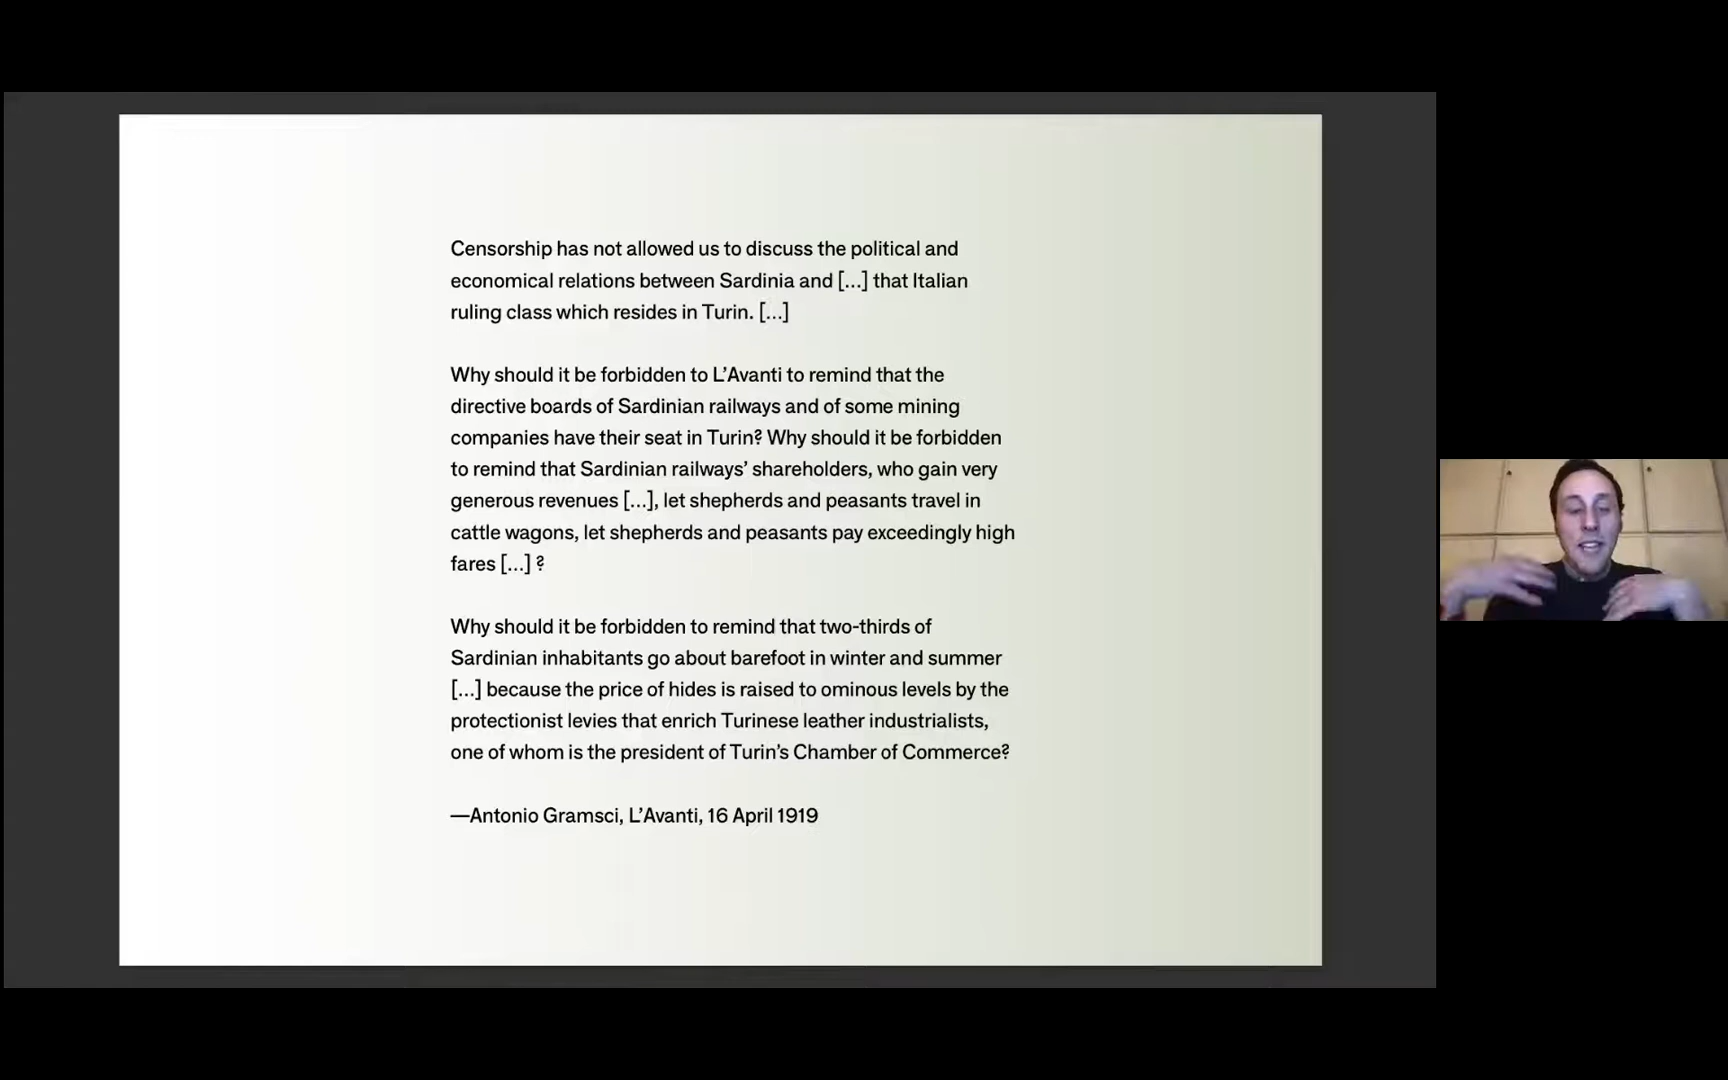 Censorship has not allowed us to discuss the political and
economical relations between Sardinia and [...] that Italian
ruling class which resides in Turin. [...]
Why should it be forbidden to L’Avanti to remind that the
directive boards of Sardinian railways and of some mining
companies have their seat in Turin? Why should it be forbidden
to remind that Sardinian railways’ shareholders, who gain very
generous revenues [...], let shepherds and peasants travel in
cattle wagons, let shepherds and peasants pay exceedingly high
fares [...] ?
Why should it be forbidden to remind that two-thirds of
Sardinian inhabitants go about barefoot in winter and summer
[...] because the price of hides is raised to ominous levels by the
protectionist levies that enrich Turinese leather industrialists,
one of whom is the president of Turin’s Chamber of Commerce?
—Antonio Gramsci, L’Avanti, 16 April 1919